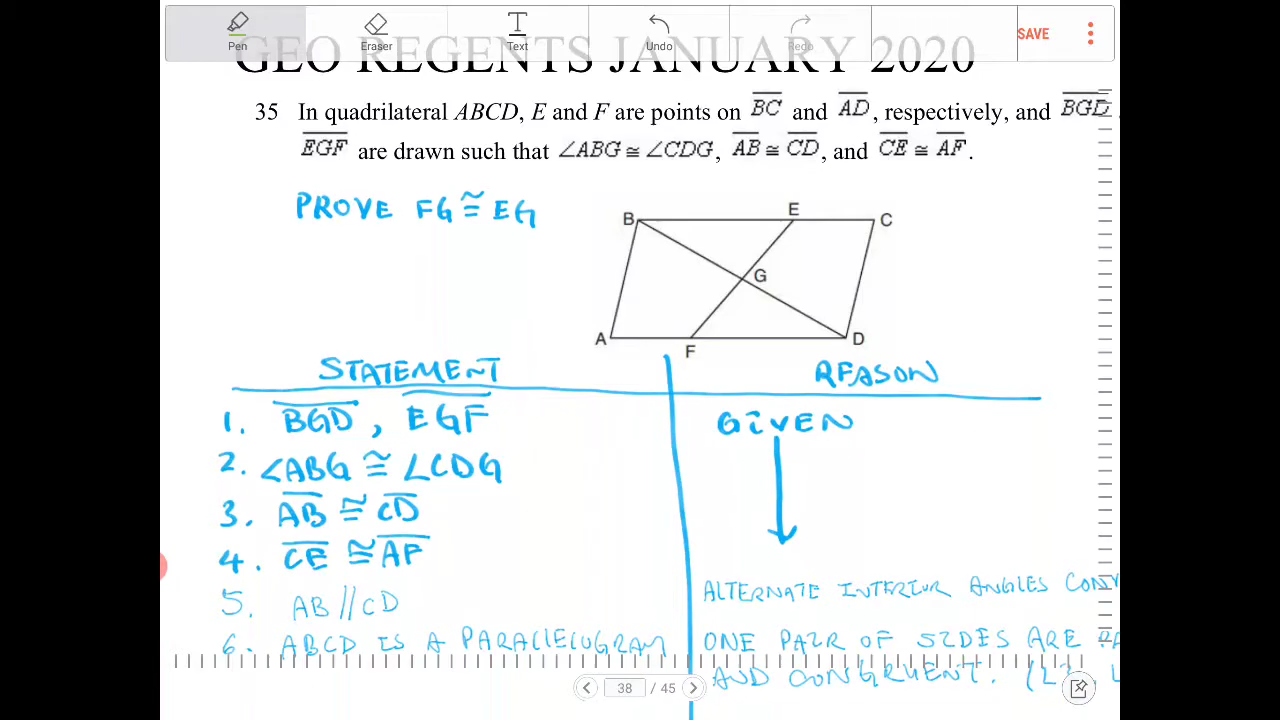 Pen Eraser Text Undo Redo SAVE
GEO REGENTS JANUARY 2020
35 In quadrilateral ABCD, E and F are points on BC and AD, respectively, and BGD
EGF are drawn such that ∠ABG ≅ ∠CDG, AB ≅ CD, and CE ≅ AF.
PROVE FG ≅ EG
B E C
G
A F D
STATEMENT REASON
1. BGD, EGF GIVEN
2. ∠ABG ≅ ∠CDG
3. AB ≅ CD
4. CE ≅ AF
5. AB // CD ALTERNATE INTERIOR ANGLES
6. ABCD IS A PARALLELOGRAM ONE PAIR OF SIDES ARE
AND CONGRUENT.
38 / 45